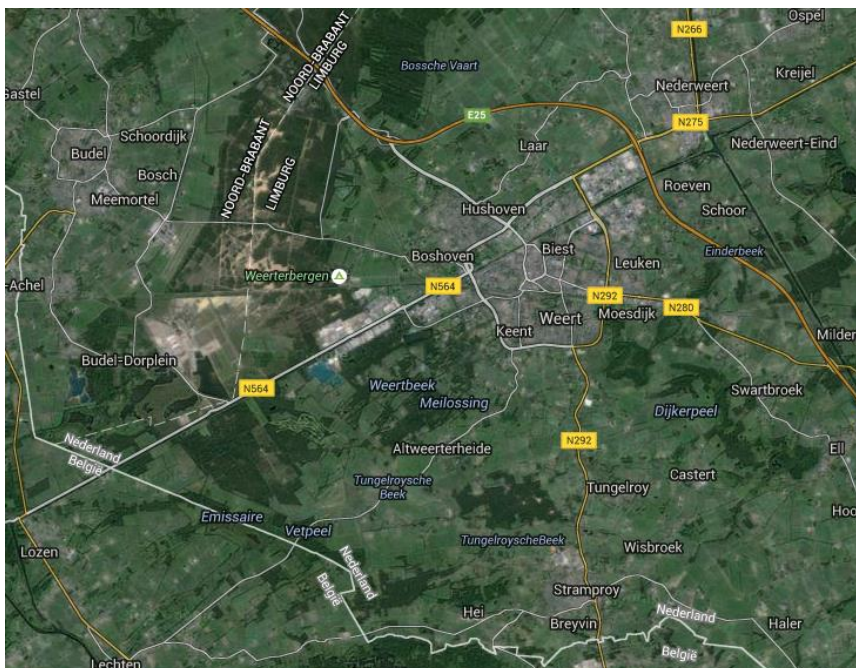 Ospel
N266
NOORD-BRABANT
LIMBURG
Bossche Vaart
Kreijel
Nederweert
Gastel
E25
N275
Schoordijk
Laar
Nederweert-Eind
Budel
Bosch
NOORD-BRABANT
LIMBURG
Roeven
Meemortel
Hushoven
Schoor
Biest
Einderbeek
Boshoven
Leuken
Weerterbergen
-Achel
N564
N292
N280
Keent
Weert
Moesdijk
Milder
Budel-Dorplein
N564
Weertbeek
Meilossing
Swartbroek
Dijkerpeel
Nederland
België
N292
Altweerterheide
Ell
Tungelroysche
Beek
Castert
Tungelroy
Hoo
Emissaire
Vetpeel
TungelroyscheBeek
Wisbroek
Lozen
Nederland
België
Stramproy
Hei
Breyvin
Nederland
Haler
België
Lechten